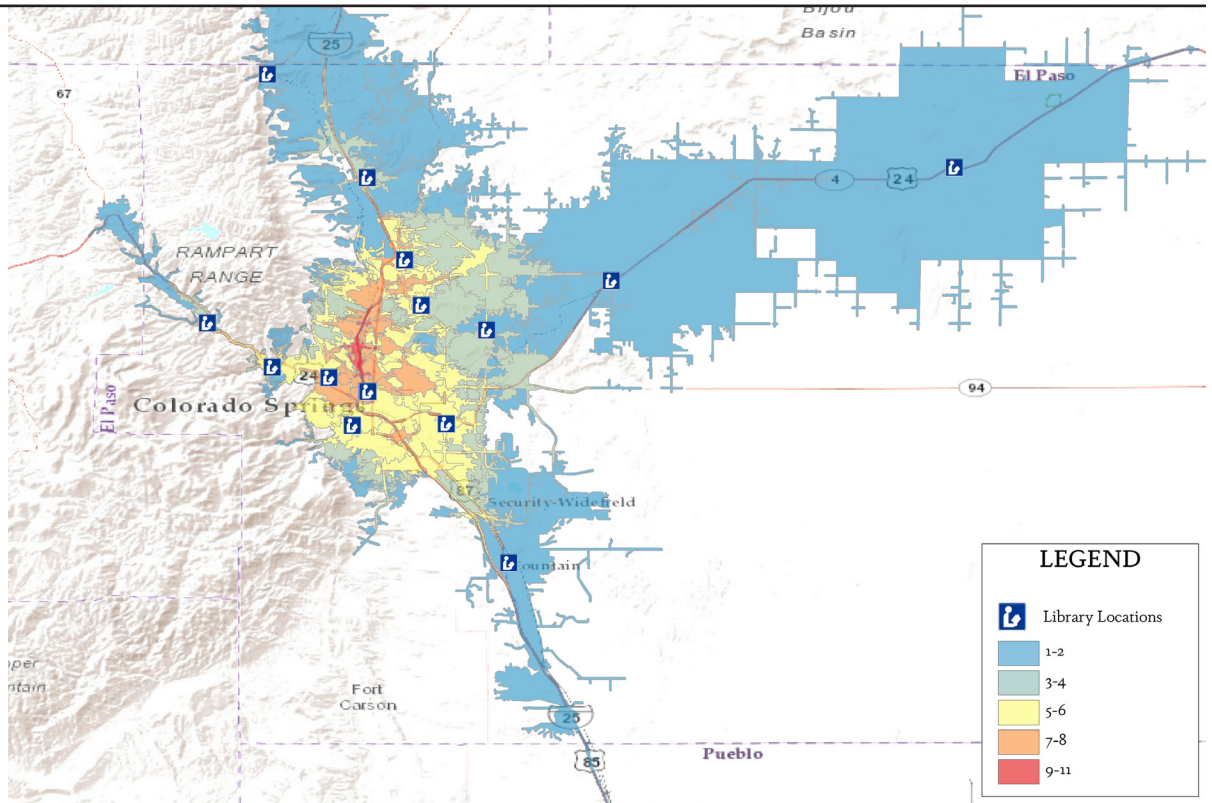 Bijou
Basin
25
El Paso
67
4
24
RAMPART
RANGE
24
94
El Paso
Colorado Springs
87
Security-Widefield
Fountain
LEGEND
Library Locations
1-2
3-4
5-6
7-8
9-11
Fort
Carson
25
Pueblo
85